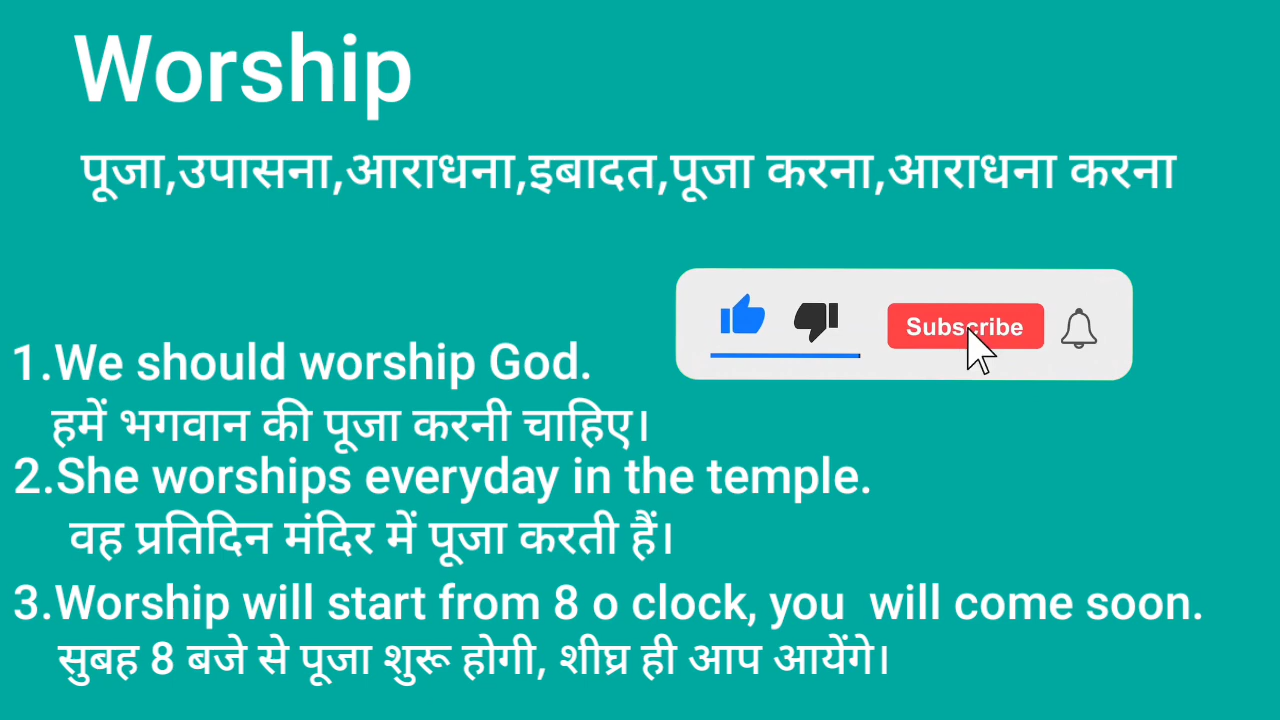 Worship
पूजा,उपासना,आराधना,इबादत,पूजा करना,आराधना करना
Subscribe
1.We should worship God.
हमें भगवान की पूजा करनी चाहिए।
2.She worships everyday in the temple.
वह प्रतिदिन मंदिर में पूजा करती हैं।
3.Worship will start from 8 o clock, you will come soon.
सुबह 8 बजे से पूजा शुरू होगी, शीघ्र ही आप आयेंगे।